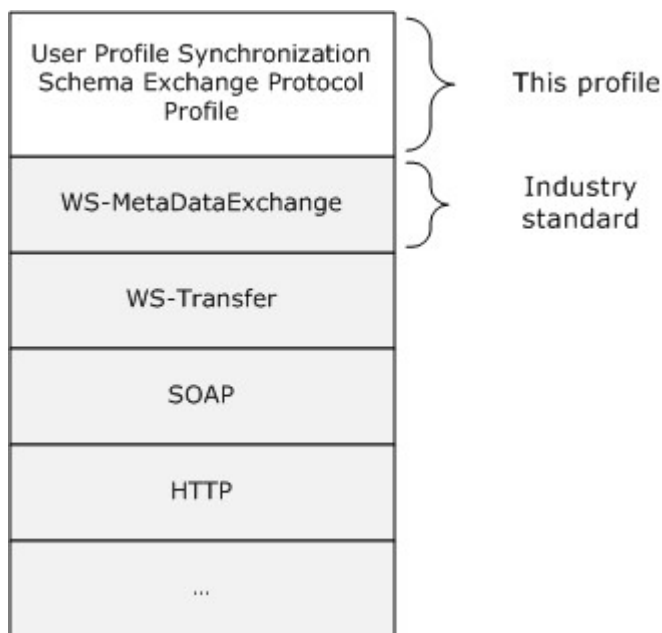 User Profile Synchronization
Schema Exchange Protocol
Profile
This profile
WS-MetaDataExchange
Industry
standard
WS-Transfer
SOAP
HTTP
...